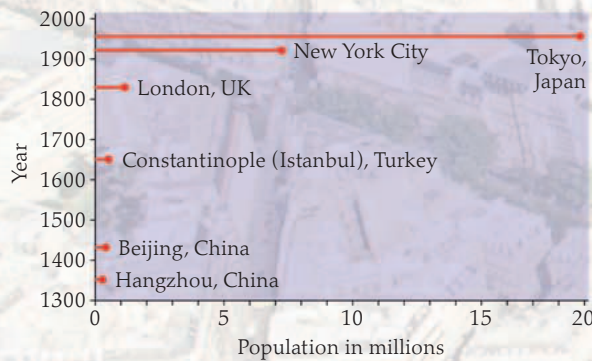 2000
1950
1800
1700
1600
1500
1400
1300
Year
New York City
Tokyo,
Japan
London, UK
Constantinople (Istanbul), Turkey
Beijing, China
Hangzhou, China
0 5 10 15 20
Population in millions